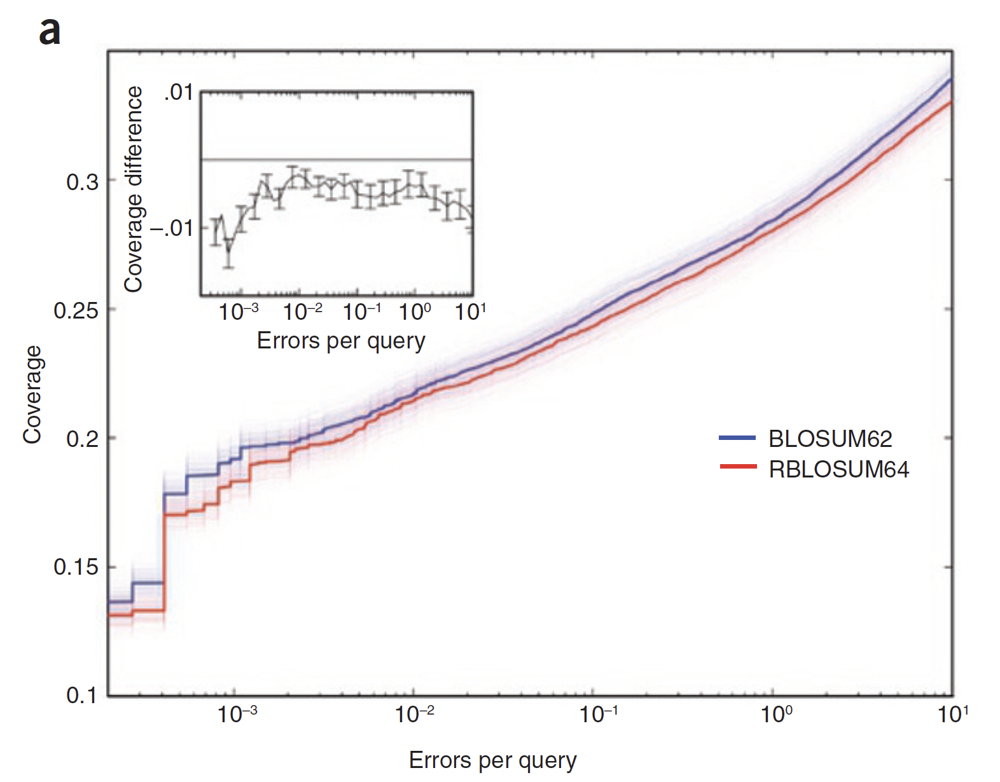 a
Coverage difference
.01
–.01
10⁻³ 10⁻² 10⁻¹ 10⁰ 10¹
Errors per query
Coverage
0.3
0.25
0.2
0.15
0.1
BLOSUM62
RBLOSUM64
10⁻³ 10⁻² 10⁻¹ 10⁰ 10¹
Errors per query